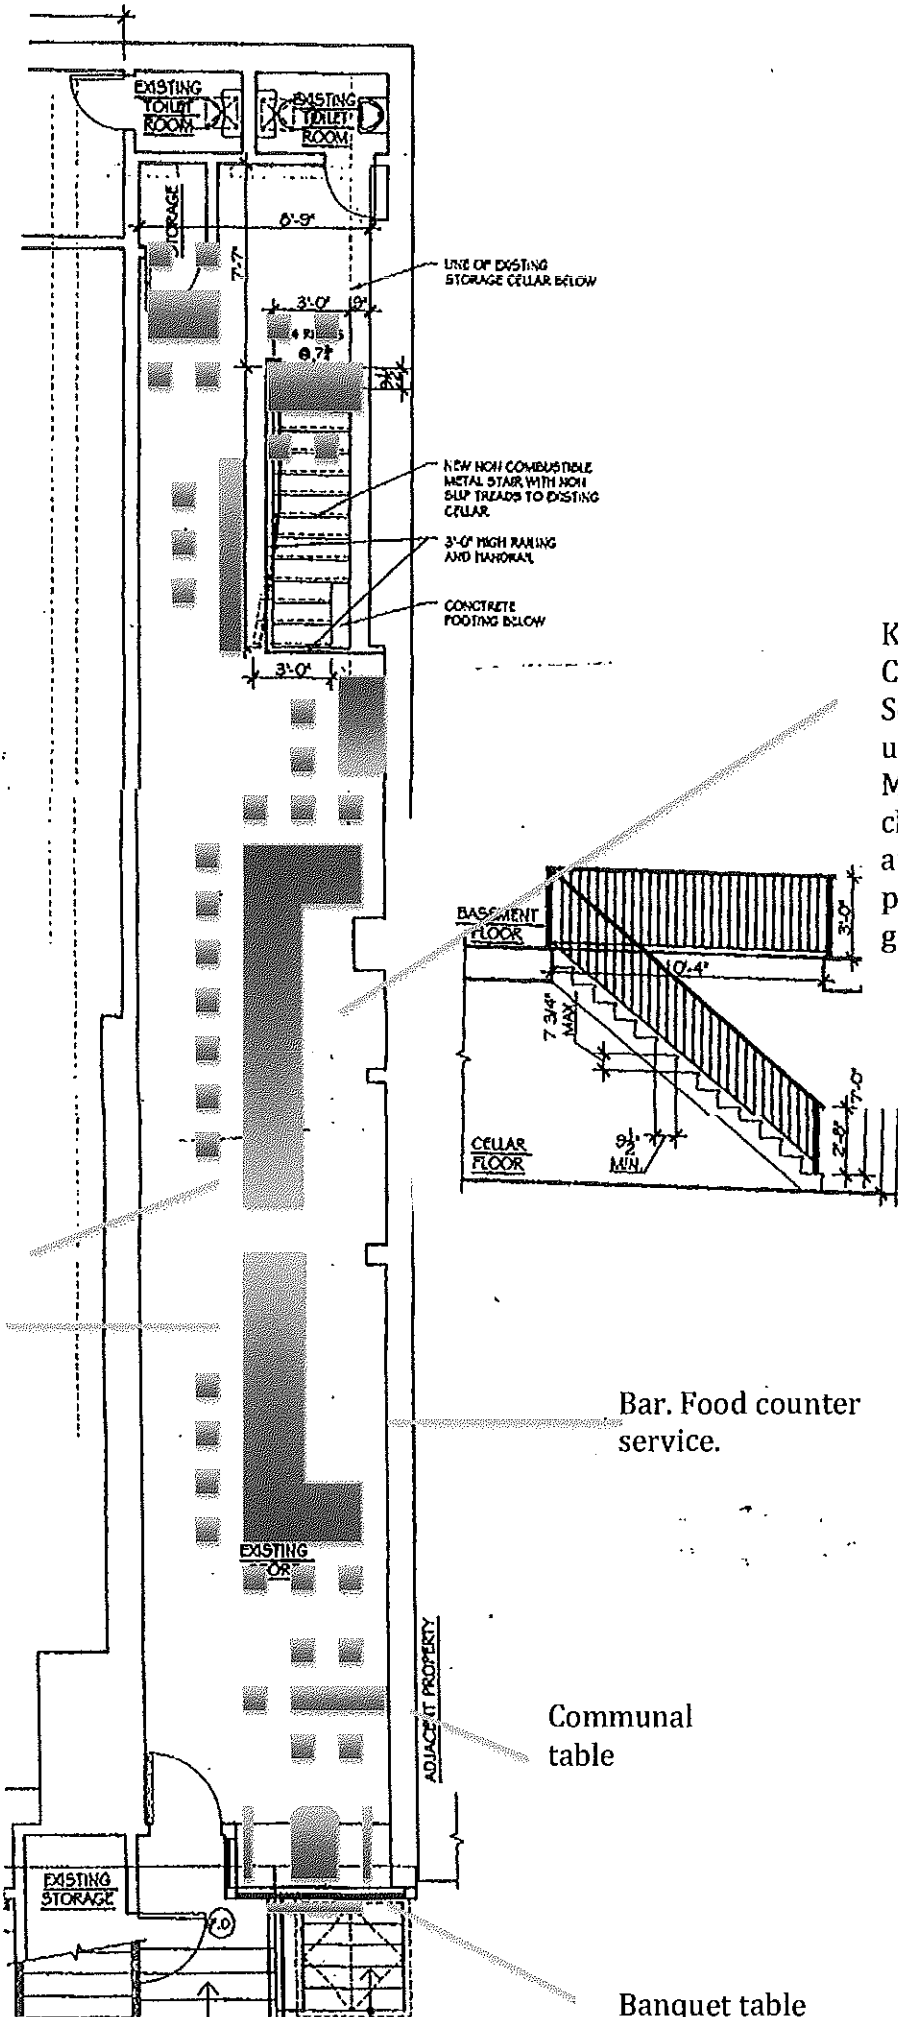 EXISTING
TOILET
ROOM
EXISTING
TOILET
ROOM
STORAGE
8'-9"
7'-7"
LINE OF EXISTING
STORAGE CELLAR BELOW
3'-0"
9"
NEW NON COMBUSTIBLE
METAL STAIR WITH NON
SLIP TREADS TO EXISTING
CELLAR
3'-0" HIGH RAILING
AND HANDRAIL
CONCRETE
FOOTING BELOW
3'-0"
K
C
S
u
M
c
a
p
g
BASEMENT
FLOOR
3'-0"
0'-4"
7 3/4"
MAX
7'-0"
2'-8"
9½"
MIN.
CELLAR
FLOOR
Bar. Food counter
service.
EXISTING
ADJACENT PROPERTY
Communal
table
EXISTING
STORAGE
Banquet table